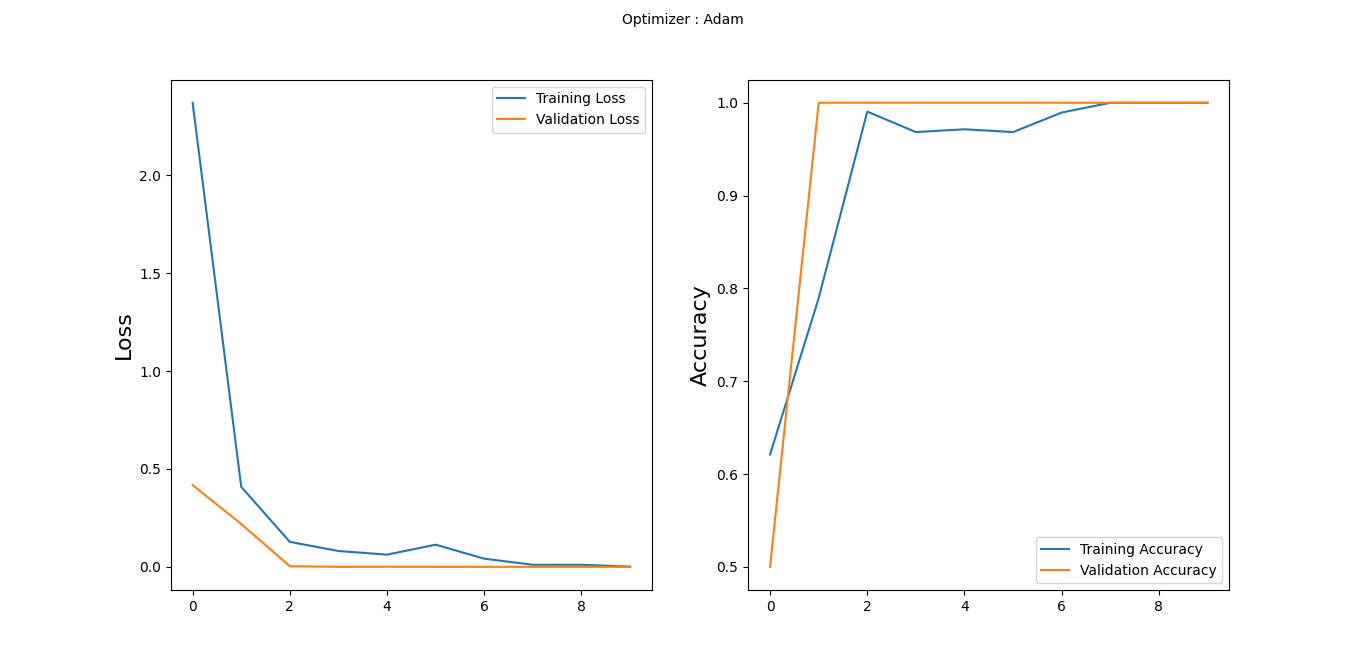 Optimizer : Adam
Loss
2.0
1.5
1.0
0.5
0.0
0 2 4 6 8
Training Loss
Validation Loss
Accuracy
1.0
0.9
0.8
0.7
0.6
0.5
0 2 4 6 8
Training Accuracy
Validation Accuracy